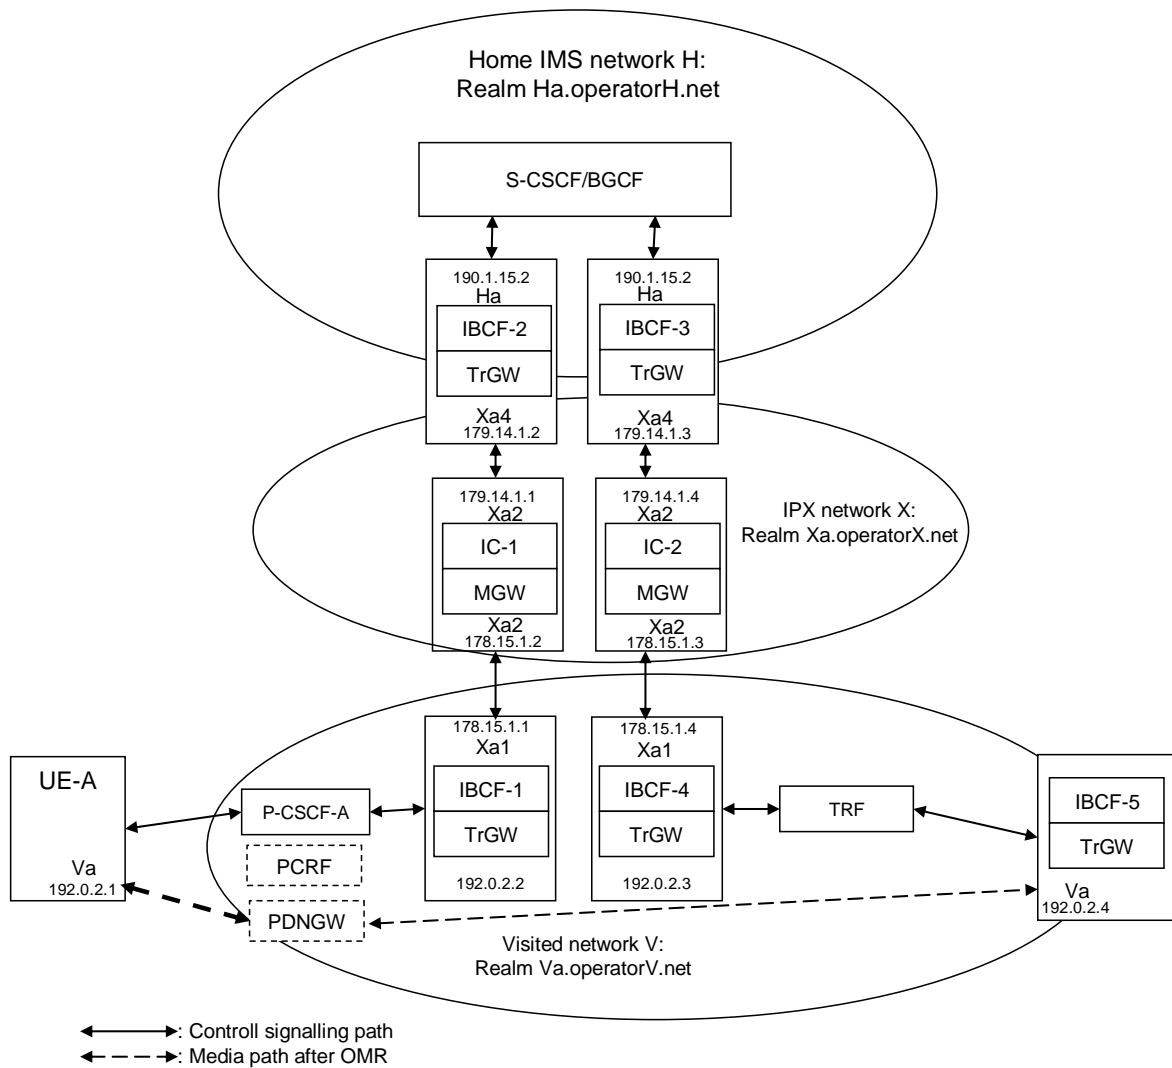 Home IMS network H:
Realm Ha.operatorH.net
S-CSCF/BGCF
190.1.15.2
Ha
IBCF-2
TrGW
Xa4
179.14.1.2
190.1.15.2
Ha
IBCF-3
TrGW
Xa4
179.14.1.3
179.14.1.1
Xa2
IC-1
MGW
Xa2
178.15.1.2
179.14.1.4
Xa2
IC-2
MGW
Xa2
178.15.1.3
IPX network X:
Realm Xa.operatorX.net
UE-A
Va
192.0.2.1
P-CSCF-A
PCRF
PDNGW
178.15.1.1
Xa1
IBCF-1
TrGW
192.0.2.2
178.15.1.4
Xa1
IBCF-4
TrGW
192.0.2.3
TRF
IBCF-5
TrGW
Va
192.0.2.4
Visited network V:
Realm Va.operatorV.net
: Controll signalling path
: Media path after OMR